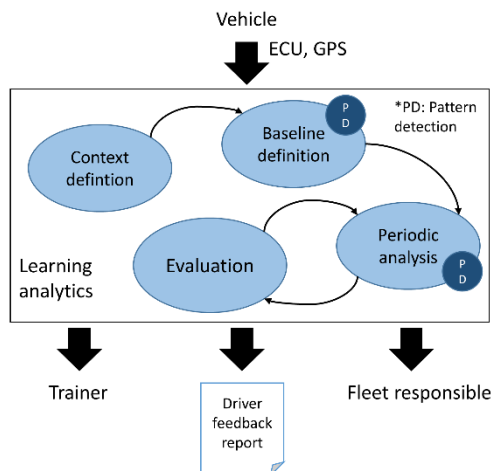 Vehicle
ECU, GPS
P
D
*PD: Pattern
detection
Baseline
definition
Context
defintion
Periodic
analysis
P
D
Evaluation
Learning
analytics
Trainer
Driver
feedback
report
Fleet responsible